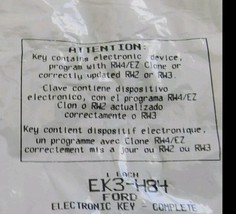 ATTENTION:
Key contains electronic device,
program with RW4/EZ Clone or
correctly updated RW2 or RW3.
Clave contiene dispositivo
electronico, con el programa RW4/EZ
Clon o RW2 actualizado
correctamente o RW3
Key contient dispositif electronique,
un programme avec Clone RW4/EZ
correctement mis a jour ou RW2 ou RW3
1 EACH
EK3-H84
FORD
ELECTRONIC KEY - COMPLETE